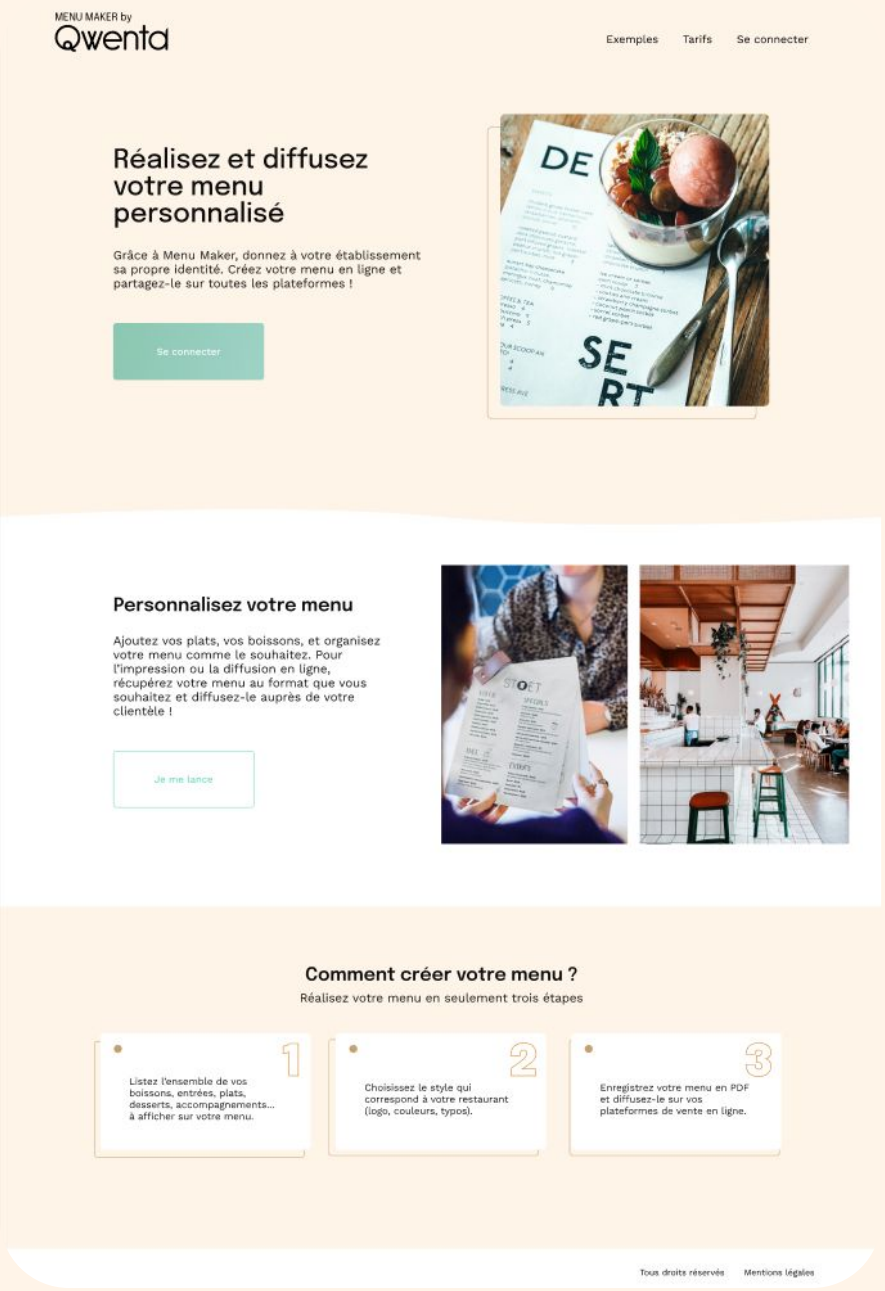 MENU MAKER by
Qwenta
Exemples Tarifs Se connecter
Réalisez et diffusez
votre menu
personnalisé
Grâce à Menu Maker, donnez à votre établissement
sa propre identité. Créez votre menu en ligne et
partagez-le sur toutes les plateformes !
Se connecter
DE
SE
RT
Personnalisez votre menu
Ajoutez vos plats, vos boissons, et organisez
votre menu comme le souhaitez. Pour
l'impression ou la diffusion en ligne,
récupérez votre menu au format que vous
souhaitez et diffusez-le auprès de votre
clientèle !
Je me lance
STOET
Comment créer votre menu ?
Réalisez votre menu en seulement trois étapes
1
Listez l'ensemble de vos
boissons, entrées, plats,
desserts, accompagnements...
à afficher sur votre menu.
2
Choisissez le style qui
correspond à votre restaurant
(logo, couleurs, typos).
3
Enregistrez votre menu en PDF
et diffusez-le sur vos
plateformes de vente en ligne.
Tous droits réservés Mentions légales